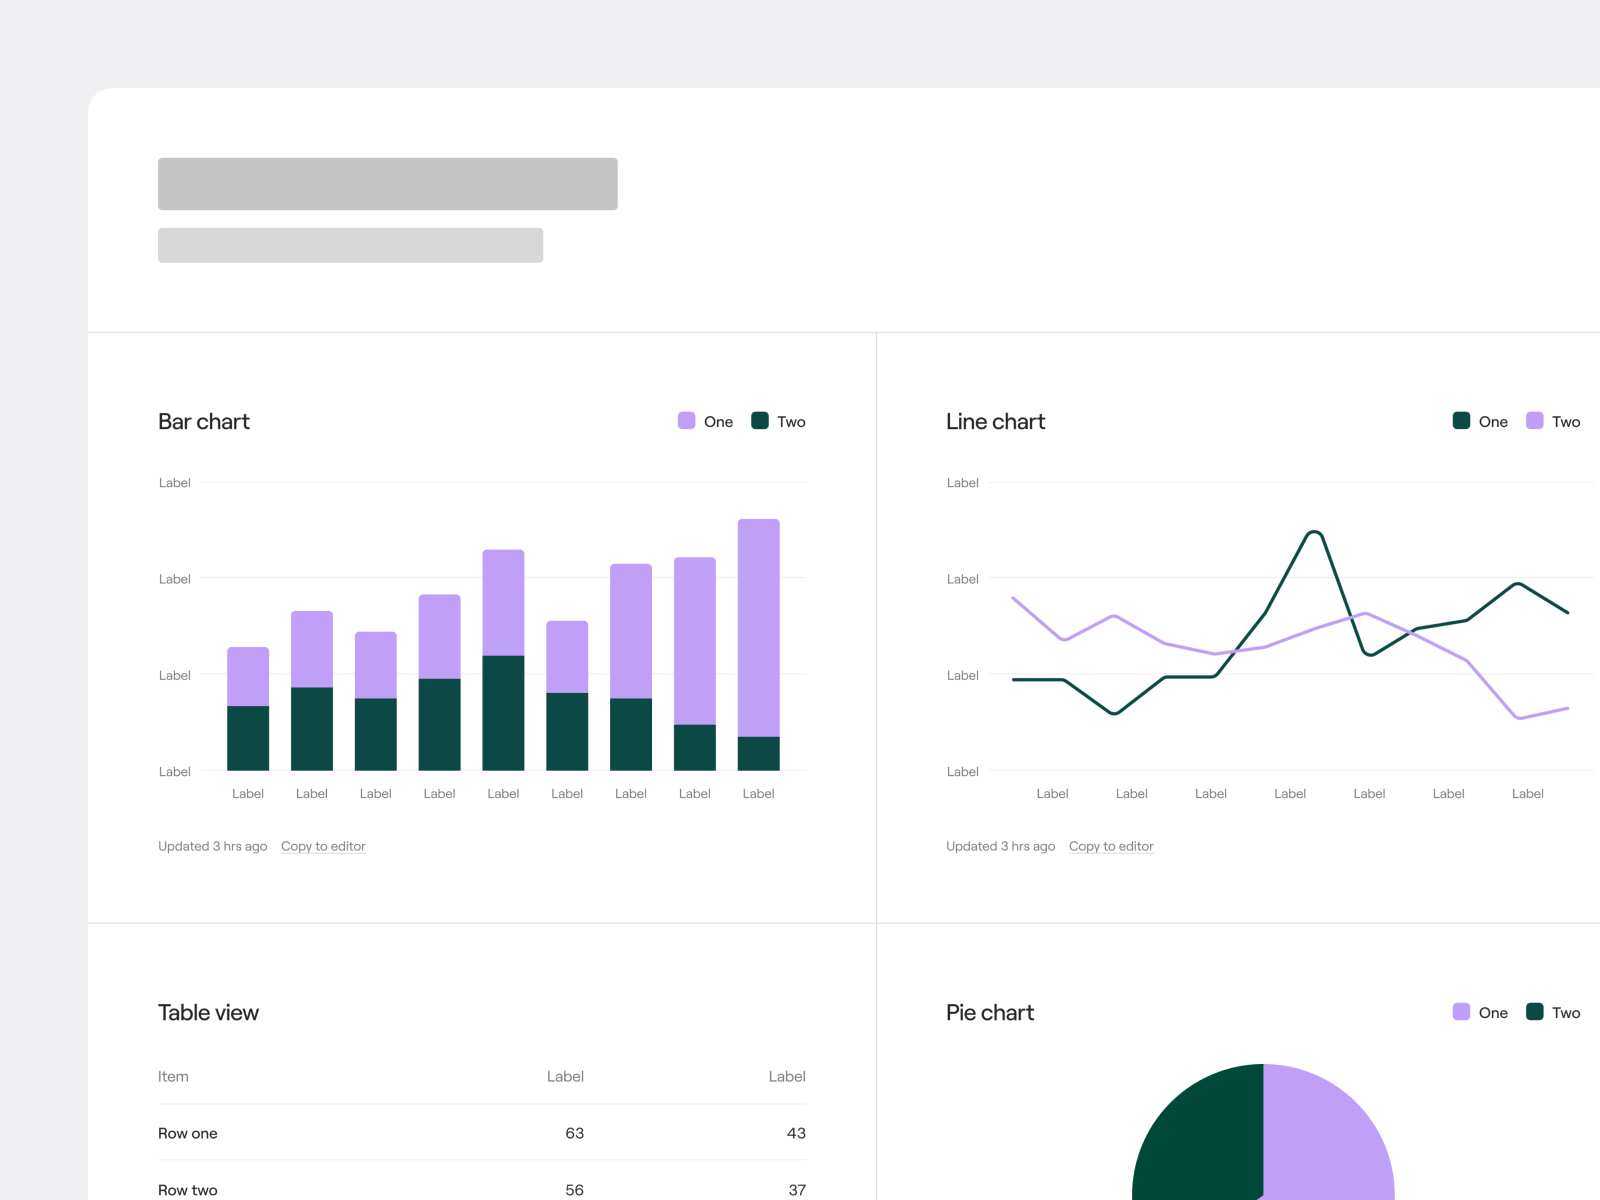 Bar chart
One Two
Label
Label
Label
Label
Label Label Label Label Label Label Label Label Label
Updated 3 hrs ago Copy to editor
Line chart
One Two
Label
Label
Label
Label
Label Label Label Label Label Label Label
Updated 3 hrs ago Copy to editor
Table view
Item Label Label
Row one 63 43
Row two 56 37
Pie chart
One Two